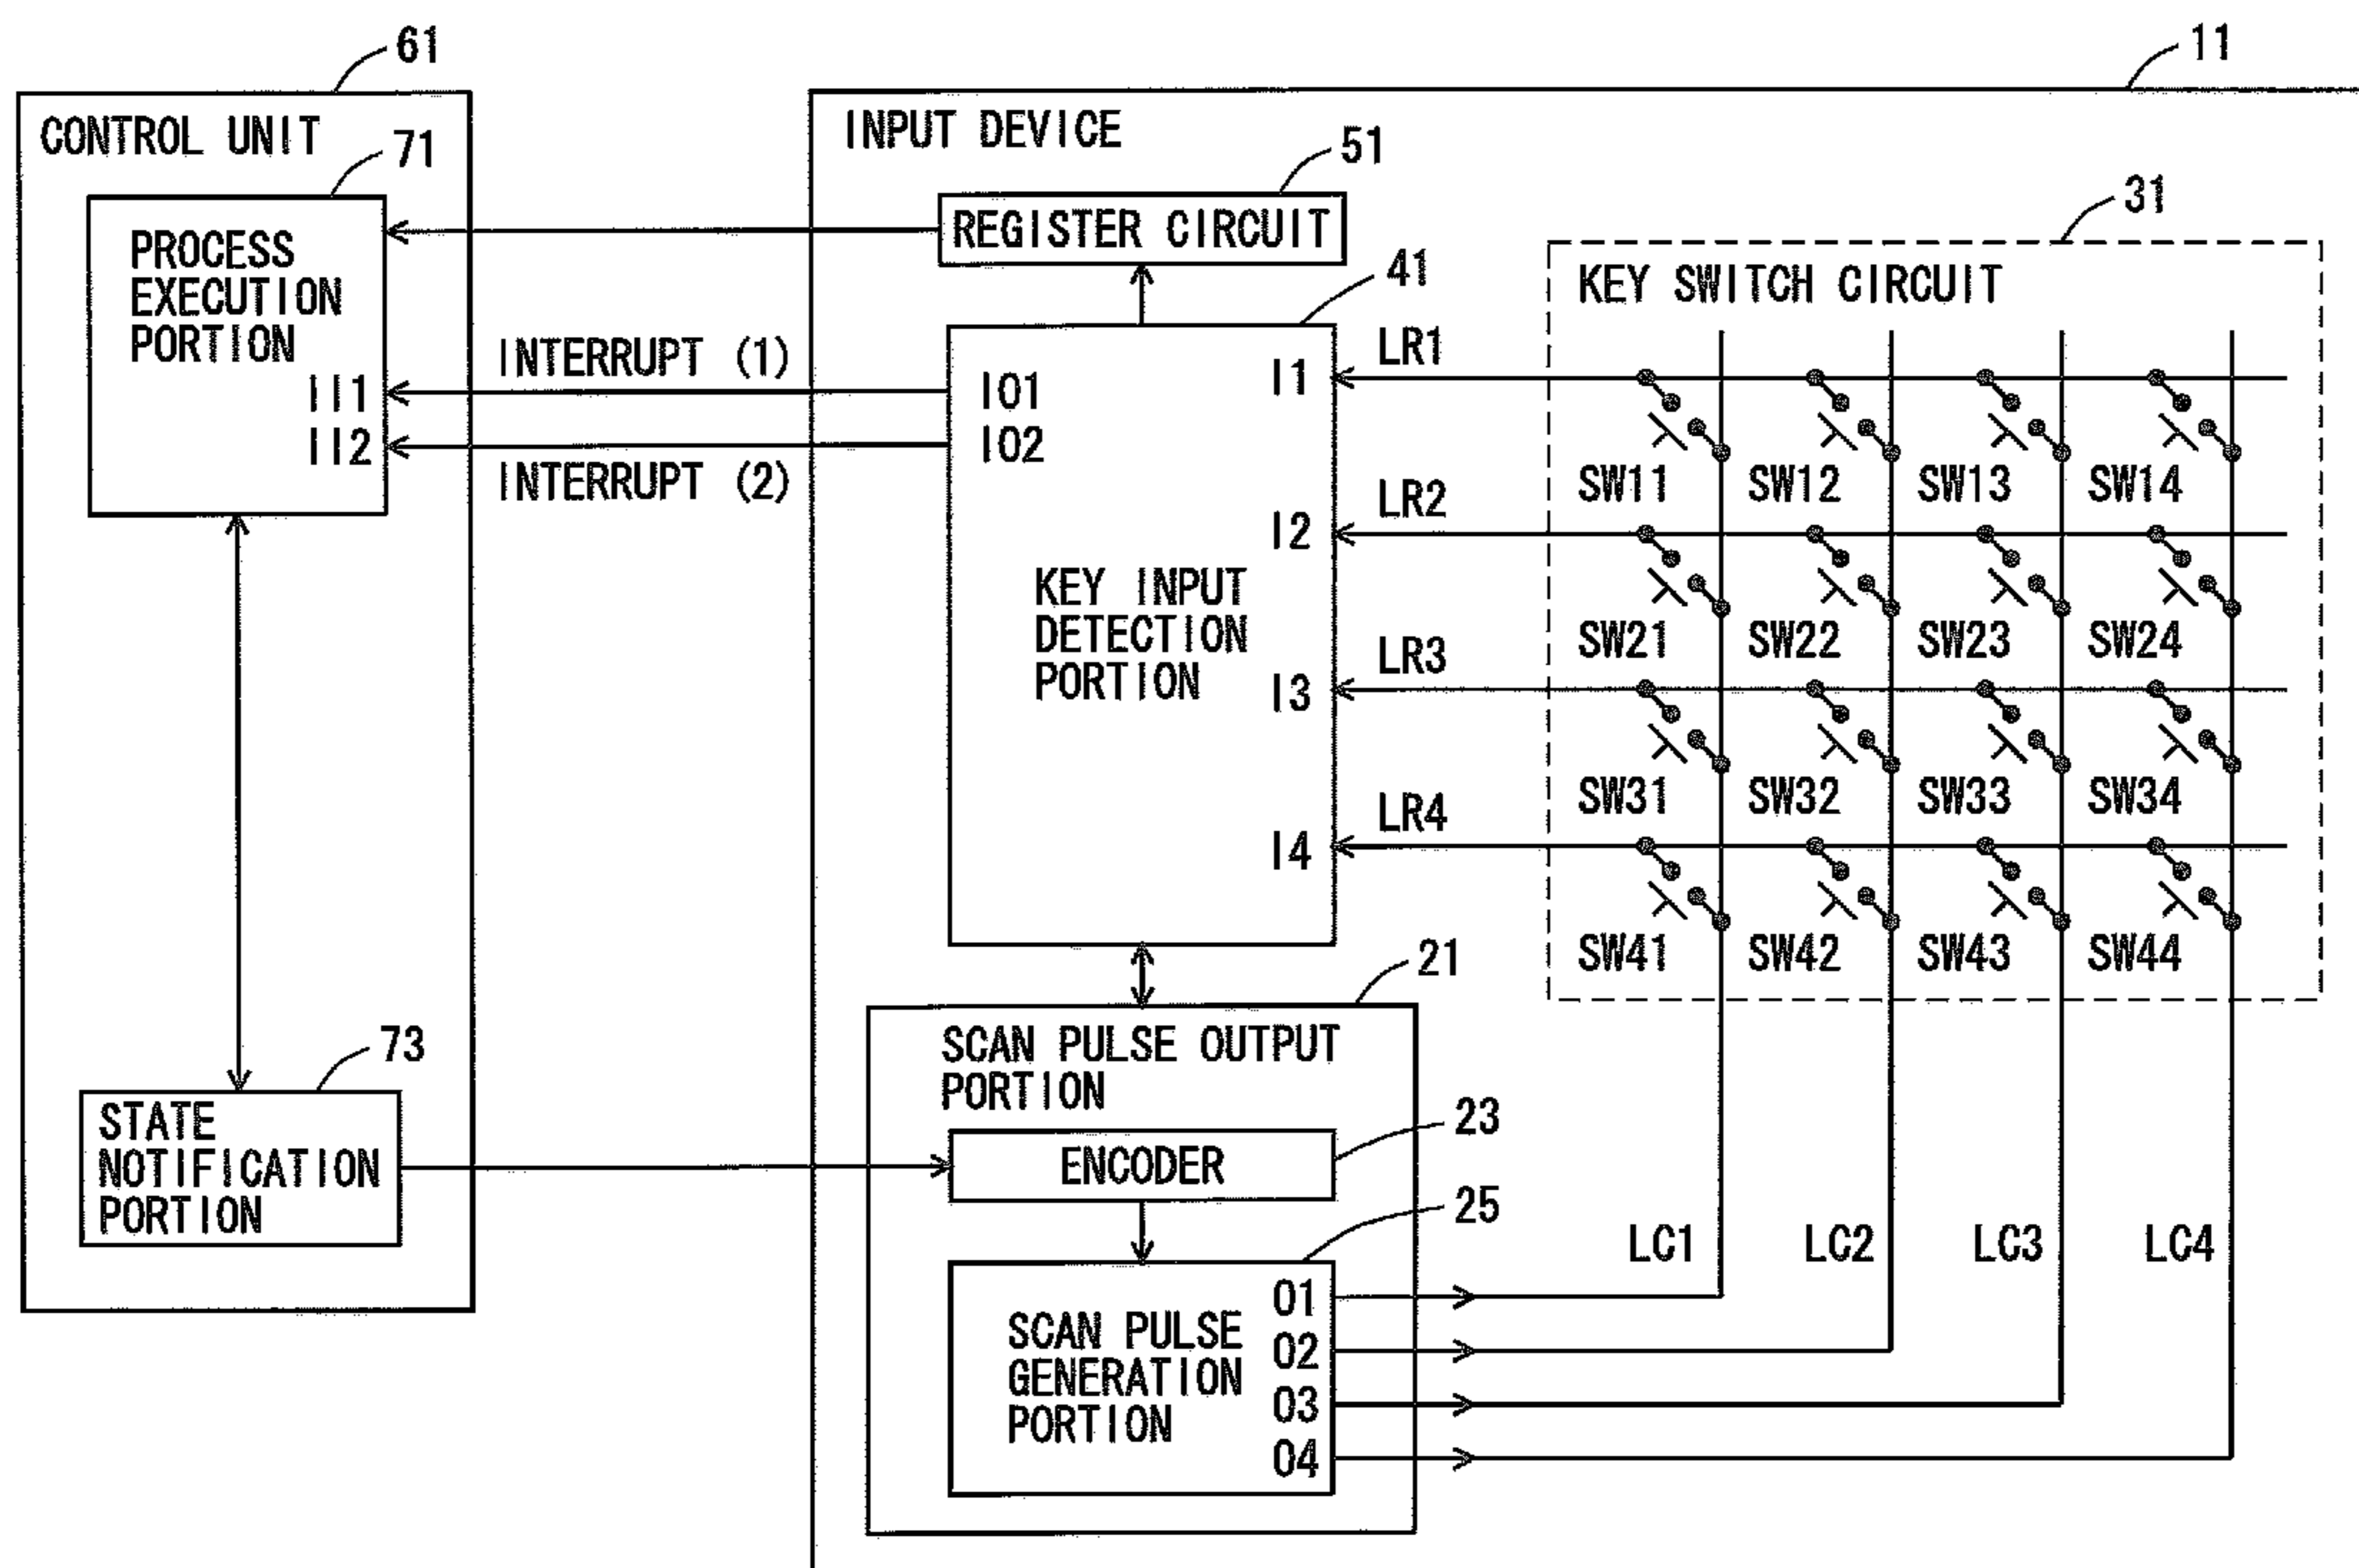 61
11
CONTROL UNIT
71
PROCESS
EXECUTION
PORTION
II1
II2
INTERRUPT (1)
INTERRUPT (2)
73
STATE
NOTIFICATION
PORTION
INPUT DEVICE
51
REGISTER CIRCUIT
41
IO1
IO2
KEY INPUT
DETECTION
PORTION
I1
I2
I3
I4
LR1
LR2
LR3
LR4
31
KEY SWITCH CIRCUIT
SW11 SW12 SW13 SW14
SW21 SW22 SW23 SW24
SW31 SW32 SW33 SW34
SW41 SW42 SW43 SW44
21
SCAN PULSE OUTPUT
PORTION
23
ENCODER
25
SCAN PULSE
GENERATION
PORTION
O1
O2
O3
O4
LC1 LC2 LC3 LC4